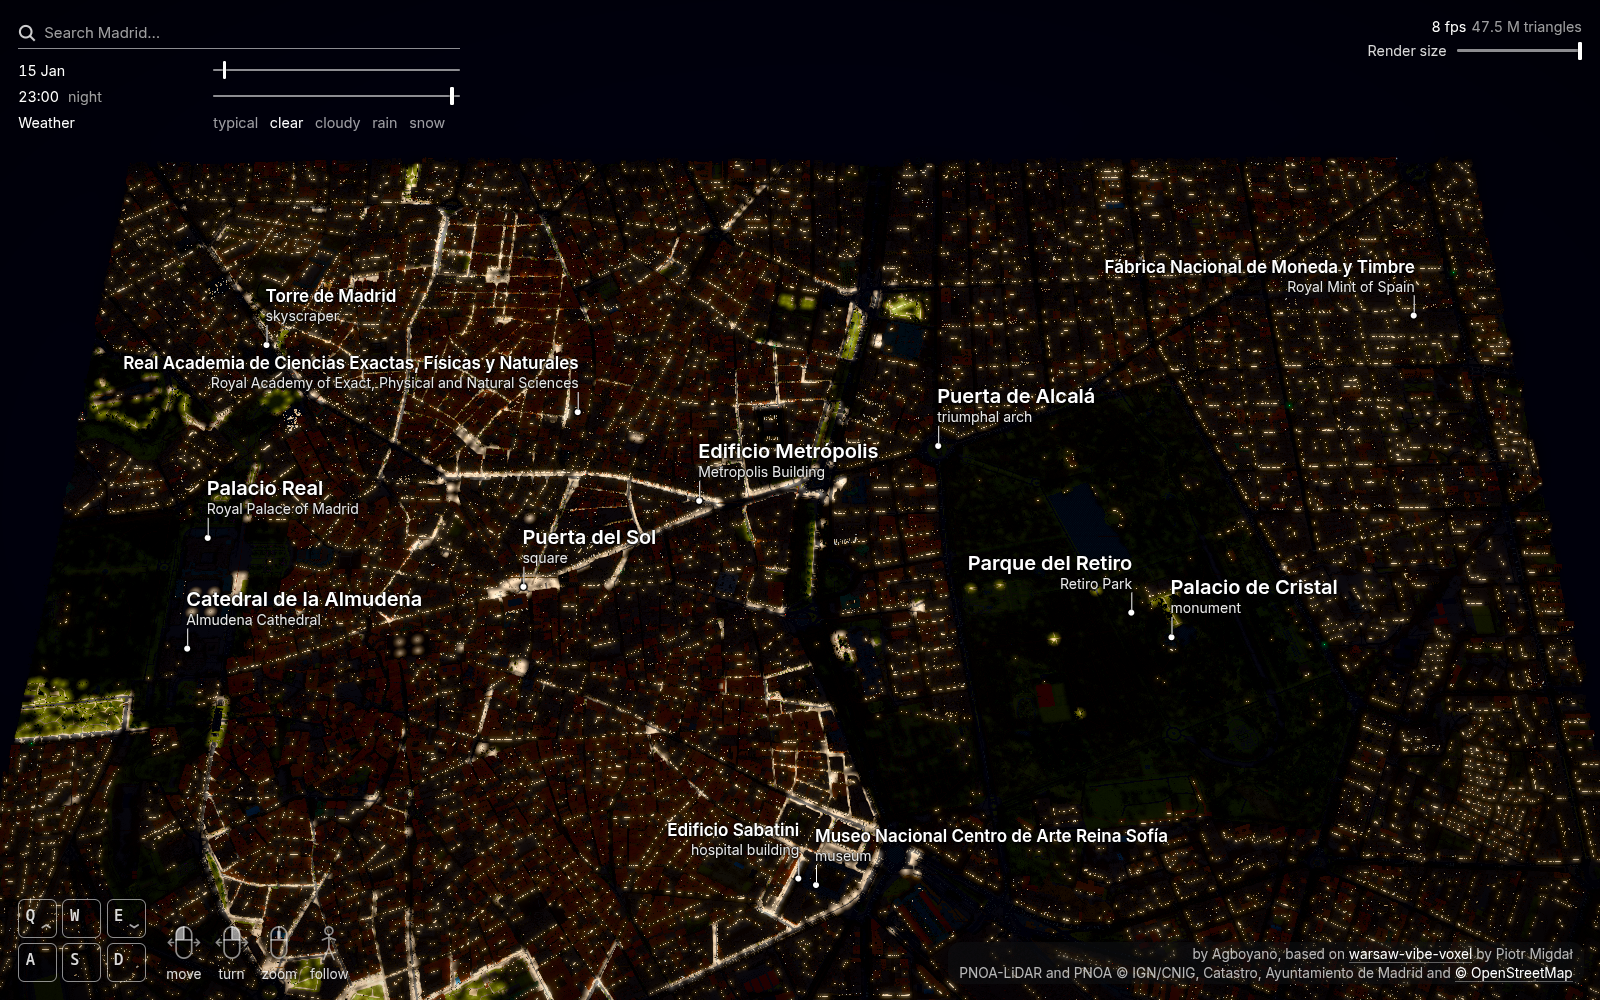 Search Madrid...
15 Jan
23:00 night
Weather typical clear cloudy rain snow
8 fps 47.5 M triangles
Render size
Fábrica Nacional de Moneda y Timbre
Royal Mint of Spain
Torre de Madrid
skyscraper
Real Academia de Ciencias Exactas, Físicas y Naturales
Royal Academy of Exact, Physical and Natural Sciences
Puerta de Alcalá
triumphal arch
Edificio Metrópolis
Metropolis Building
Palacio Real
Royal Palace of Madrid
Puerta del Sol
square
Parque del Retiro
Retiro Park
Palacio de Cristal
monument
Catedral de la Almudena
Almudena Cathedral
Edificio Sabatini
hospital building
Museo Nacional Centro de Arte Reina Sofía
museum
Q W E
A S D
move turn zoom follow
by Agboyano, based on warsaw-vibe-voxel by Piotr Migdał
PNOA-LiDAR and PNOA © IGN/CNIG, Catastro, Ayuntamiento de Madrid and © OpenStreetMap